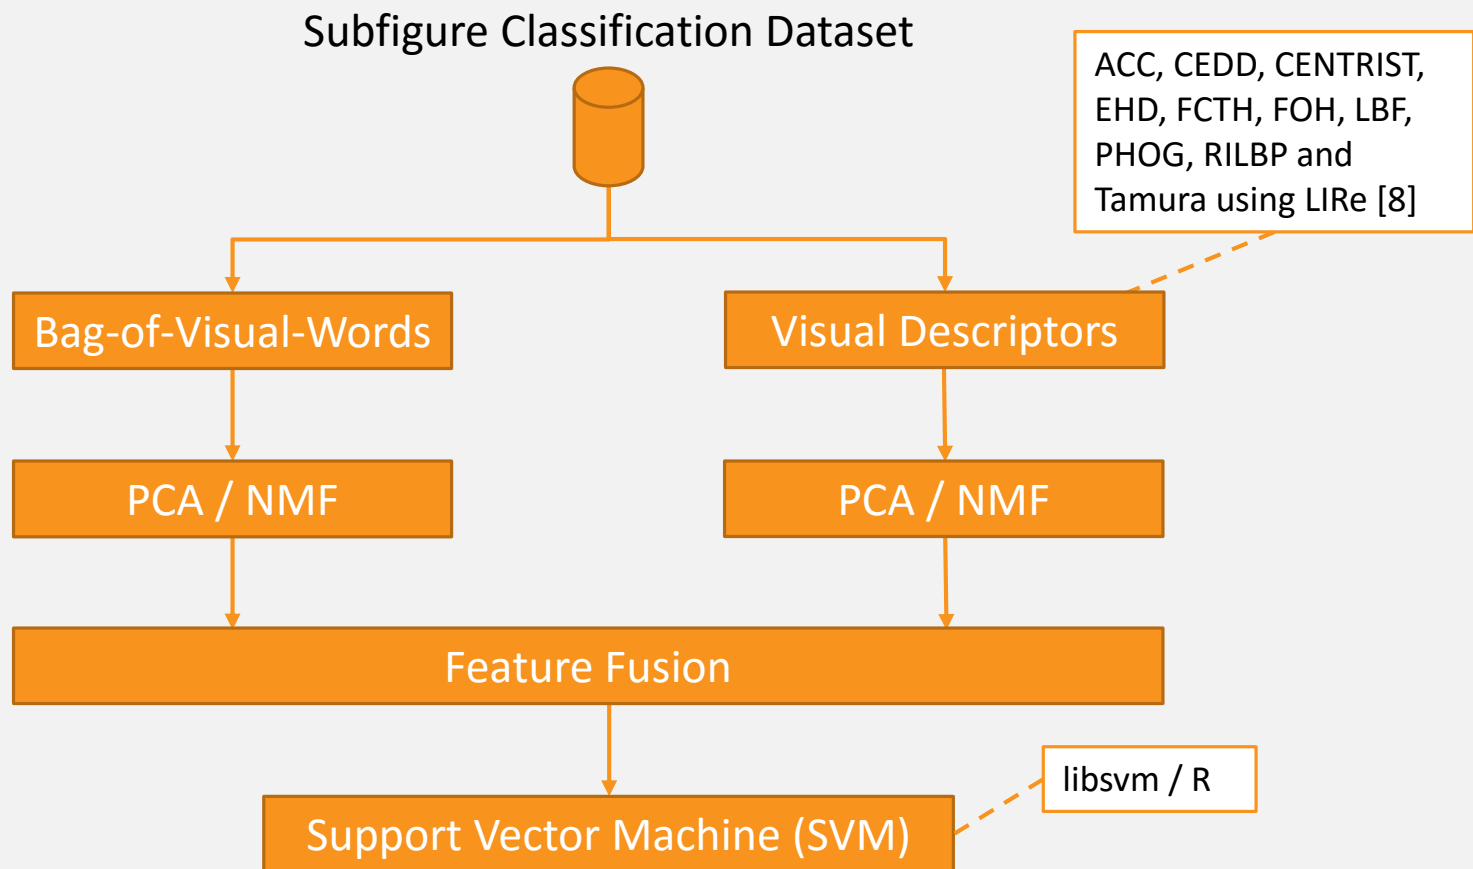 Subfigure Classification Dataset
ACC, CEDD, CENTRIST,
EHD, FCTH, FOH, LBF,
PHOG, RILBP and
Tamura using LIRe [8]
Bag-of-Visual-Words
Visual Descriptors
PCA / NMF
PCA / NMF
Feature Fusion
libsvm / R
Support Vector Machine (SVM)